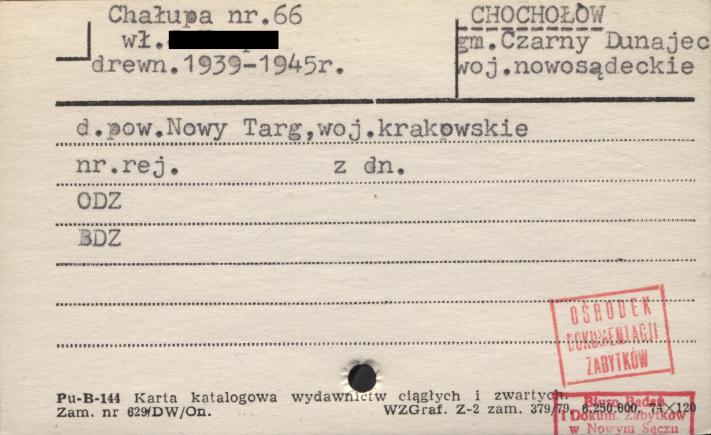 Chałupa nr.66
wł.
drewn.1939-1945r.
CHOCHOŁÓW
gm.Czarny Dunajec
woj.nowosądeckie
d.pow.Nowy Targ,woj.krakowskie
nr.rej. z dn.
ODZ
BDZ
OŚRODEK
DOKUMENTACJI
ZABYTKÓW
Pu-B-144 Karta katalogowa wydawnictw ciągłych i zwartych.
Zam. nr 629/DW/On. WZGraf. Z-2 zam. 379/79, 6.250.000, 74×120
Biuro Badań
i Dokum. Zabytków
w Nowym Sączu